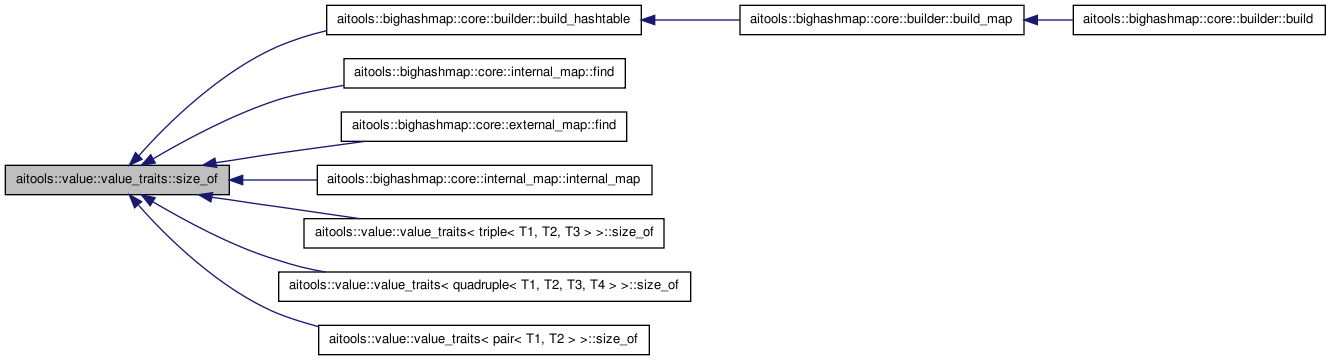 aitools::bighashmap::core::builder::build_hashtable
aitools::bighashmap::core::builder::build_map
aitools::bighashmap::core::builder::build
aitools::bighashmap::core::internal_map::find
aitools::bighashmap::core::external_map::find
aitools::value::value_traits::size_of
aitools::bighashmap::core::internal_map::internal_map
aitools::value::value_traits< triple< T1, T2, T3 > >::size_of
aitools::value::value_traits< quadruple< T1, T2, T3, T4 > >::size_of
aitools::value::value_traits< pair< T1, T2 > >::size_of